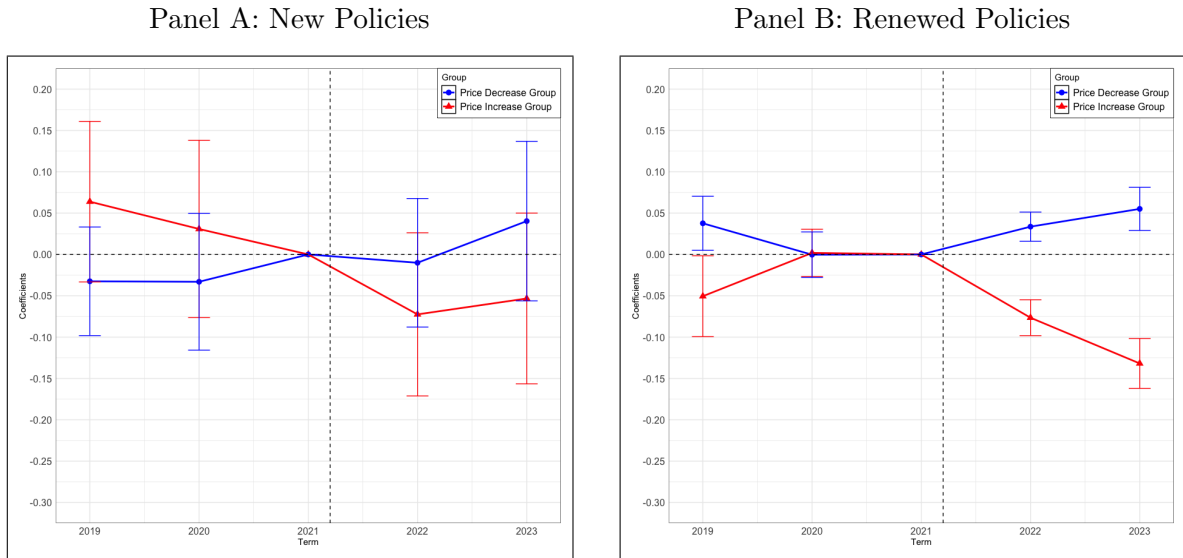 Panel A: New Policies
Group
Price Decrease Group
Price Increase Group
0.20
0.15
0.10
0.05
0.00
-0.05
-0.10
-0.15
-0.20
-0.25
-0.30
Coefficients
2019 2020 2021 2022 2023
Term
Panel B: Renewed Policies
Group
Price Decrease Group
Price Increase Group
0.20
0.15
0.10
0.05
0.00
-0.05
-0.10
-0.15
-0.20
-0.25
-0.30
Coefficients
2019 2020 2021 2022 2023
Term